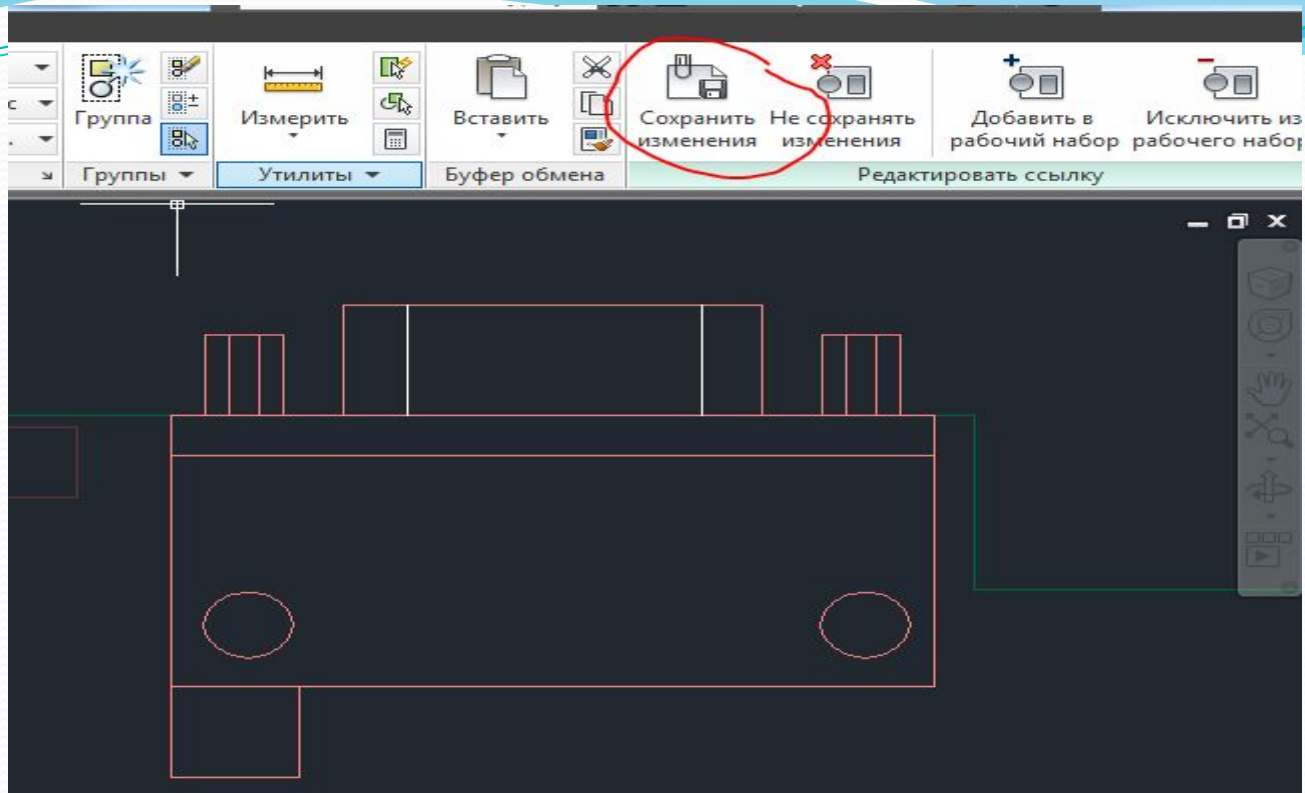 Группа
Измерить
Вставить
Сохранить изменения
Не сохранять изменения
Добавить в рабочий набор
Исключить из рабочего
Группы
Утилиты
Буфер обмена
Редактировать ссылку